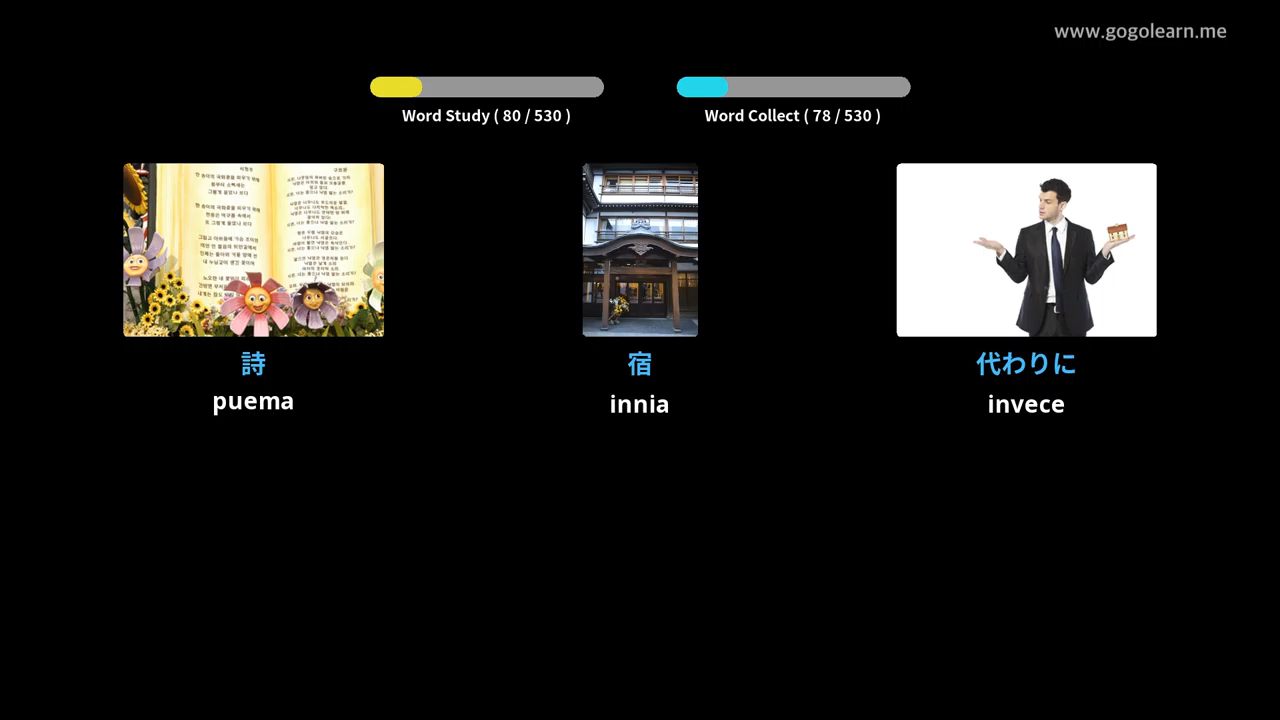 www.gogolearn.me
Word Study ( 80 / 530 )
Word Collect ( 78 / 530 )
詩
宿
代わりに
puema
innia
invece